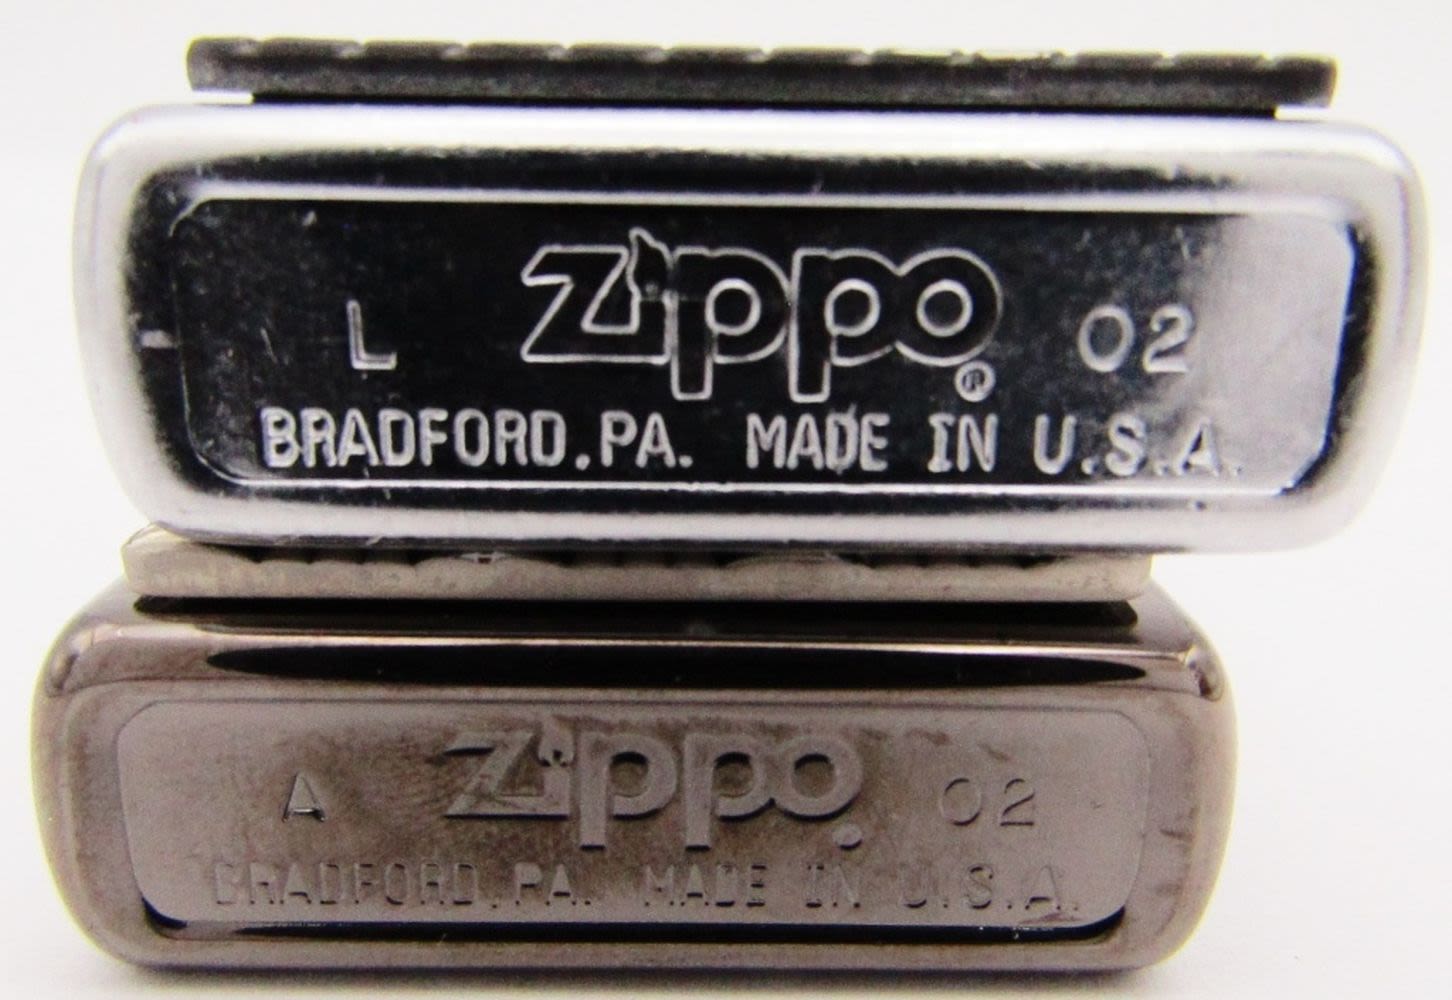 L Zippo® 02
BRADFORD, PA. MADE IN U.S.A.
A Zippo® 02
BRADFORD, PA. MADE IN U.S.A.